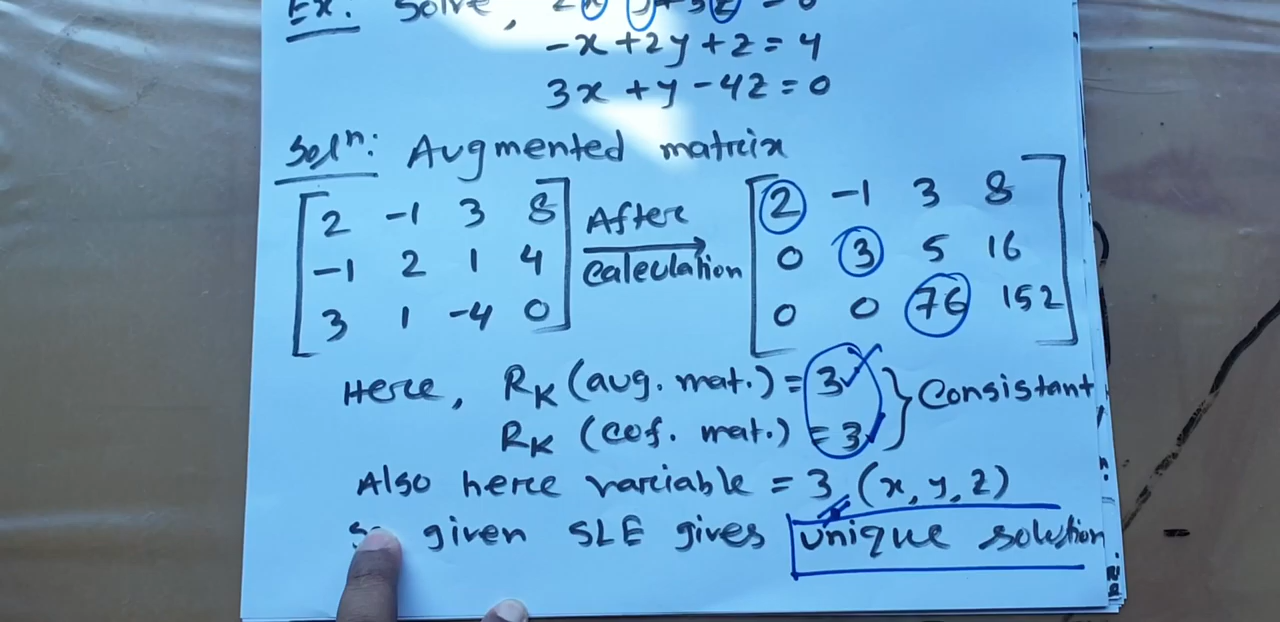 Ex. Solve,
-x+2y+z=4
3x+y-4z=0
Solⁿ: Augmented matrix
2 -1 3 8 After 2 -1 3 8
-1 2 1 4 calculation 0 3 5 16
3 1 -4 0 0 0 76 152
Here, RK (aug. mat.) = 3 } Consistant
RK (cof. mat.) = 3
Also here variable = 3 (x, y, z)
given SLE gives unique solution